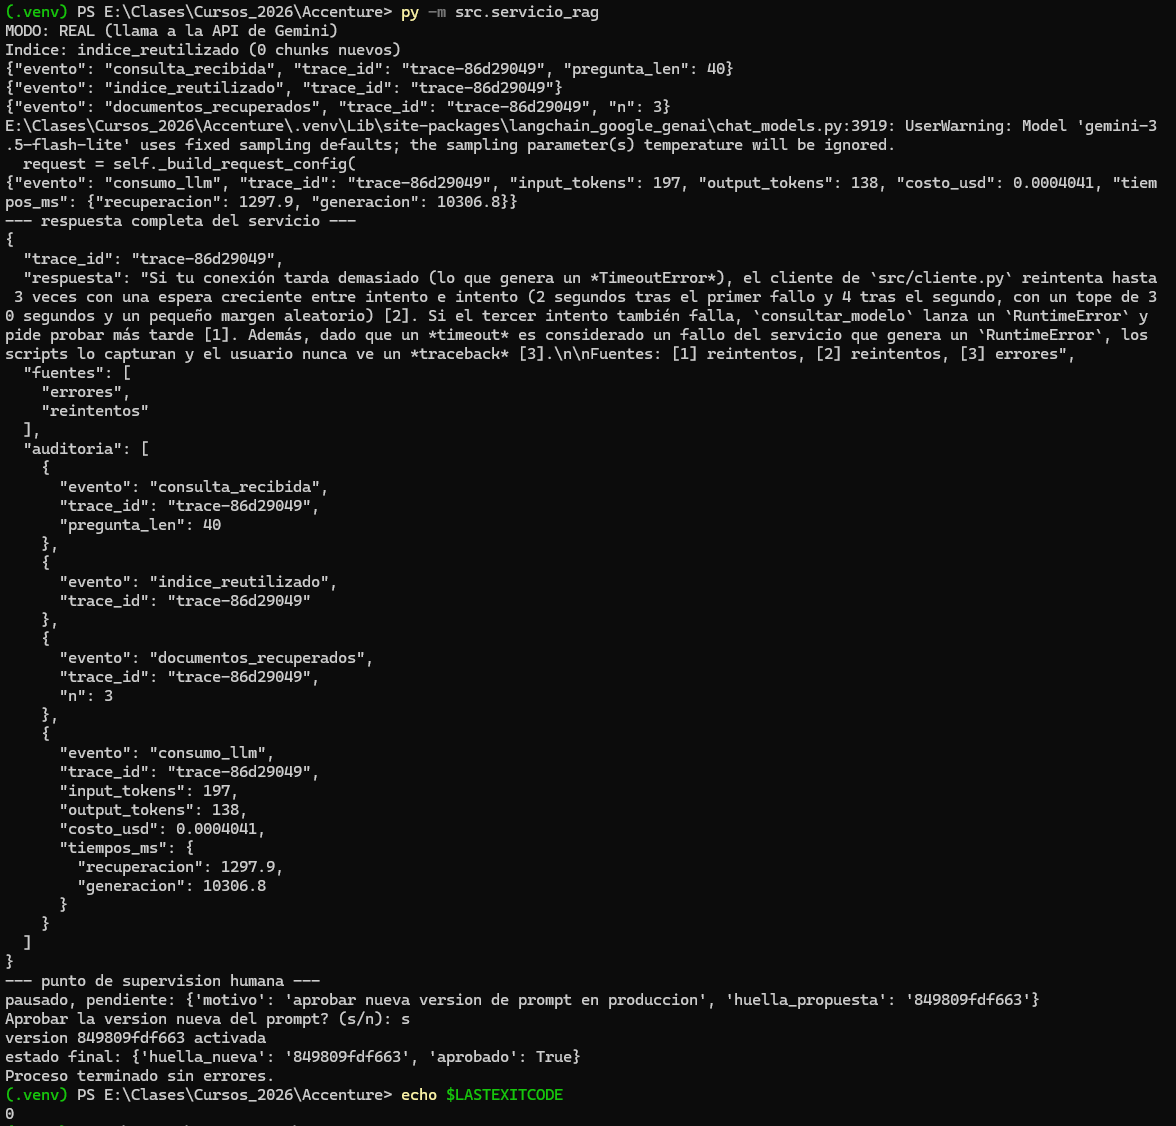 (.venv) PS E:\Clases\Cursos_2026\Accenture> py -m src.servicio_rag
MODO: REAL (llama a la API de Gemini)
Indice: indice_reutilizado (0 chunks nuevos)
{"evento": "consulta_recibida", "trace_id": "trace-86d29049", "pregunta_len": 40}
{"evento": "indice_reutilizado", "trace_id": "trace-86d29049"}
{"evento": "documentos_recuperados", "trace_id": "trace-86d29049", "n": 3}
E:\Clases\Cursos_2026\Accenture\.venv\Lib\site-packages\langchain_google_genai\chat_models.py:3919: UserWarning: Model 'gemini-3
.5-flash-lite' uses fixed sampling defaults; the sampling parameter(s) temperature will be ignored.
  request = self._build_request_config(
{"evento": "consumo_llm", "trace_id": "trace-86d29049", "input_tokens": 197, "output_tokens": 138, "costo_usd": 0.0004041, "tiem
pos_ms": {"recuperacion": 1297.9, "generacion": 10306.8}}
--- respuesta completa del servicio ---
{
  "trace_id": "trace-86d29049",
  "respuesta": "Si tu conexión tarda demasiado (lo que genera un *TimeoutError*), el cliente de `src/cliente.py` reintenta hasta
 3 veces con una espera creciente entre intento e intento (2 segundos tras el primer fallo y 4 tras el segundo, con un tope de 3
0 segundos y un pequeño margen aleatorio) [2]. Si el tercer intento también falla, `consultar_modelo` lanza un `RuntimeError` y
pide probar más tarde [1]. Además, dado que un *timeout* es considerado un fallo del servicio que genera un `RuntimeError`, los
scripts lo capturan y el usuario nunca ve un *traceback* [3].\n\nFuentes: [1] reintentos, [2] reintentos, [3] errores",
  "fuentes": [
    "errores",
    "reintentos"
  ],
  "auditoria": [
    {
      "evento": "consulta_recibida",
      "trace_id": "trace-86d29049",
      "pregunta_len": 40
    },
    {
      "evento": "indice_reutilizado",
      "trace_id": "trace-86d29049"
    },
    {
      "evento": "documentos_recuperados",
      "trace_id": "trace-86d29049",
      "n": 3
    },
    {
      "evento": "consumo_llm",
      "trace_id": "trace-86d29049",
      "input_tokens": 197,
      "output_tokens": 138,
      "costo_usd": 0.0004041,
      "tiempos_ms": {
        "recuperacion": 1297.9,
        "generacion": 10306.8
      }
    }
  ]
}
--- punto de supervision humana ---
pausado, pendiente: {'motivo': 'aprobar nueva version de prompt en produccion', 'huella_propuesta': '849809fdf663'}
Aprobar la version nueva del prompt? (s/n): s
version 849809fdf663 activada
estado final: {'huella_nueva': '849809fdf663', 'aprobado': True}
Proceso terminado sin errores.
(.venv) PS E:\Clases\Cursos_2026\Accenture> echo $LASTEXITCODE
0